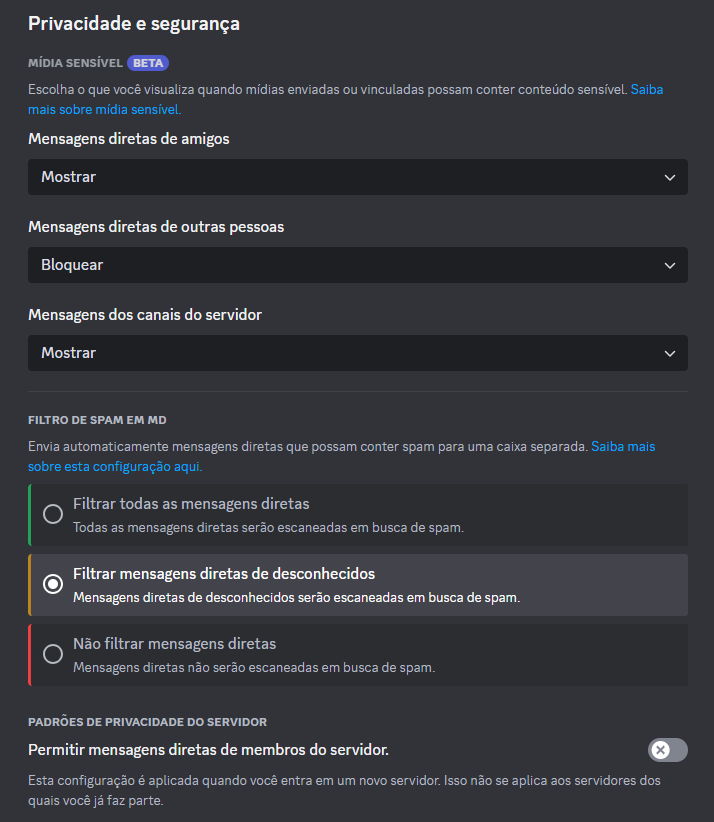 Privacidade e segurança
MÍDIA SENSÍVEL BETA
Escolha o que você visualiza quando mídias enviadas ou vinculadas possam conter conteúdo sensível. Saiba
mais sobre mídia sensível.
Mensagens diretas de amigos
Mostrar
Mensagens diretas de outras pessoas
Bloquear
Mensagens dos canais do servidor
Mostrar
FILTRO DE SPAM EM MD
Envia automaticamente mensagens diretas que possam conter spam para uma caixa separada. Saiba mais
sobre esta configuração aqui.
Filtrar todas as mensagens diretas
Todas as mensagens diretas serão escaneadas em busca de spam.
Filtrar mensagens diretas de desconhecidos
Mensagens diretas de desconhecidos serão escaneadas em busca de spam.
Não filtrar mensagens diretas
Mensagens diretas não serão escaneadas em busca de spam.
PADRÕES DE PRIVACIDADE DO SERVIDOR
Permitir mensagens diretas de membros do servidor.
Esta configuração é aplicada quando você entra em um novo servidor. Isso não se aplica aos servidores dos
quais você já faz parte.